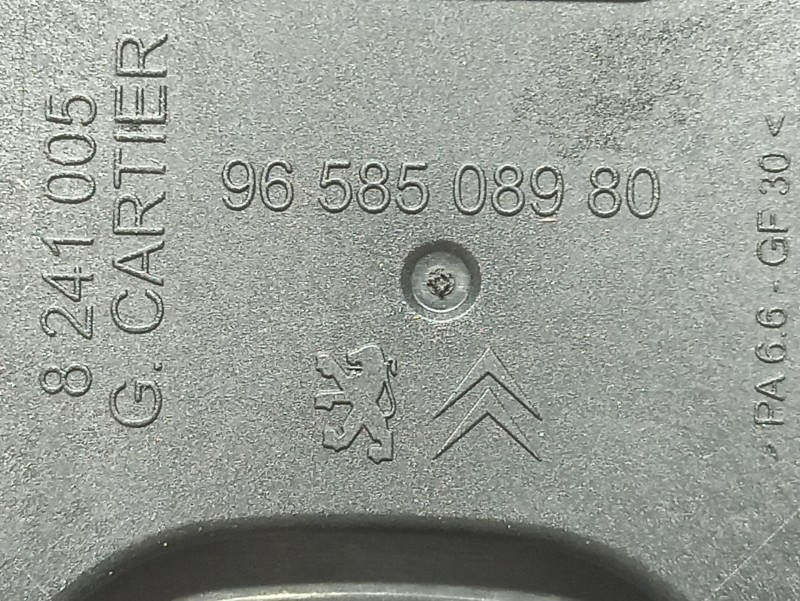 8 241 005
G. CARTIER
96 585 089 80
>PA 6.6 - GF 30<